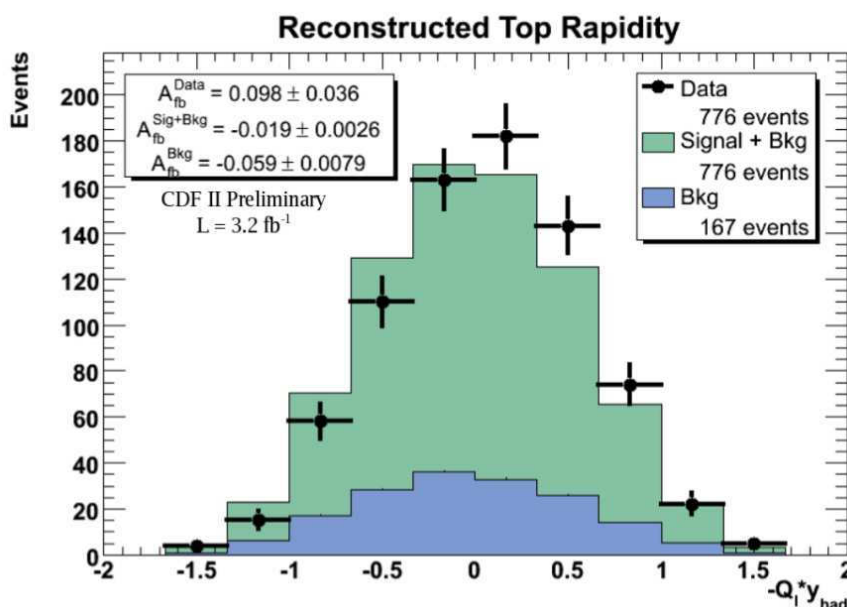 Reconstructed Top Rapidity
Events
A_fb^Data = 0.098 ± 0.036
A_fb^Sig+Bkg = -0.019 ± 0.0026
A_fb^Bkg = -0.059 ± 0.0079
CDF II Preliminary
L = 3.2 fb⁻¹
Data
776 events
Signal + Bkg
776 events
Bkg
167 events
200
180
160
140
120
100
80
60
40
20
0
-2 -1.5 -1 -0.5 0 0.5 1 1.5 2
-Q_l*y_had